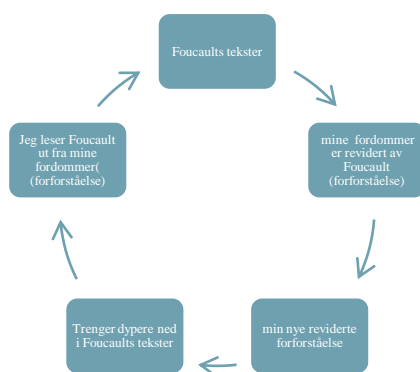 Foucaults tekster
mine  fordommer
er revidert av
Foucault
(forforståelse)
min nye reviderte
forforståelse
Trenger dypere ned
i Foucaults tekster
Jeg leser Foucault
ut fra mine
fordommer(
(forforståelse)